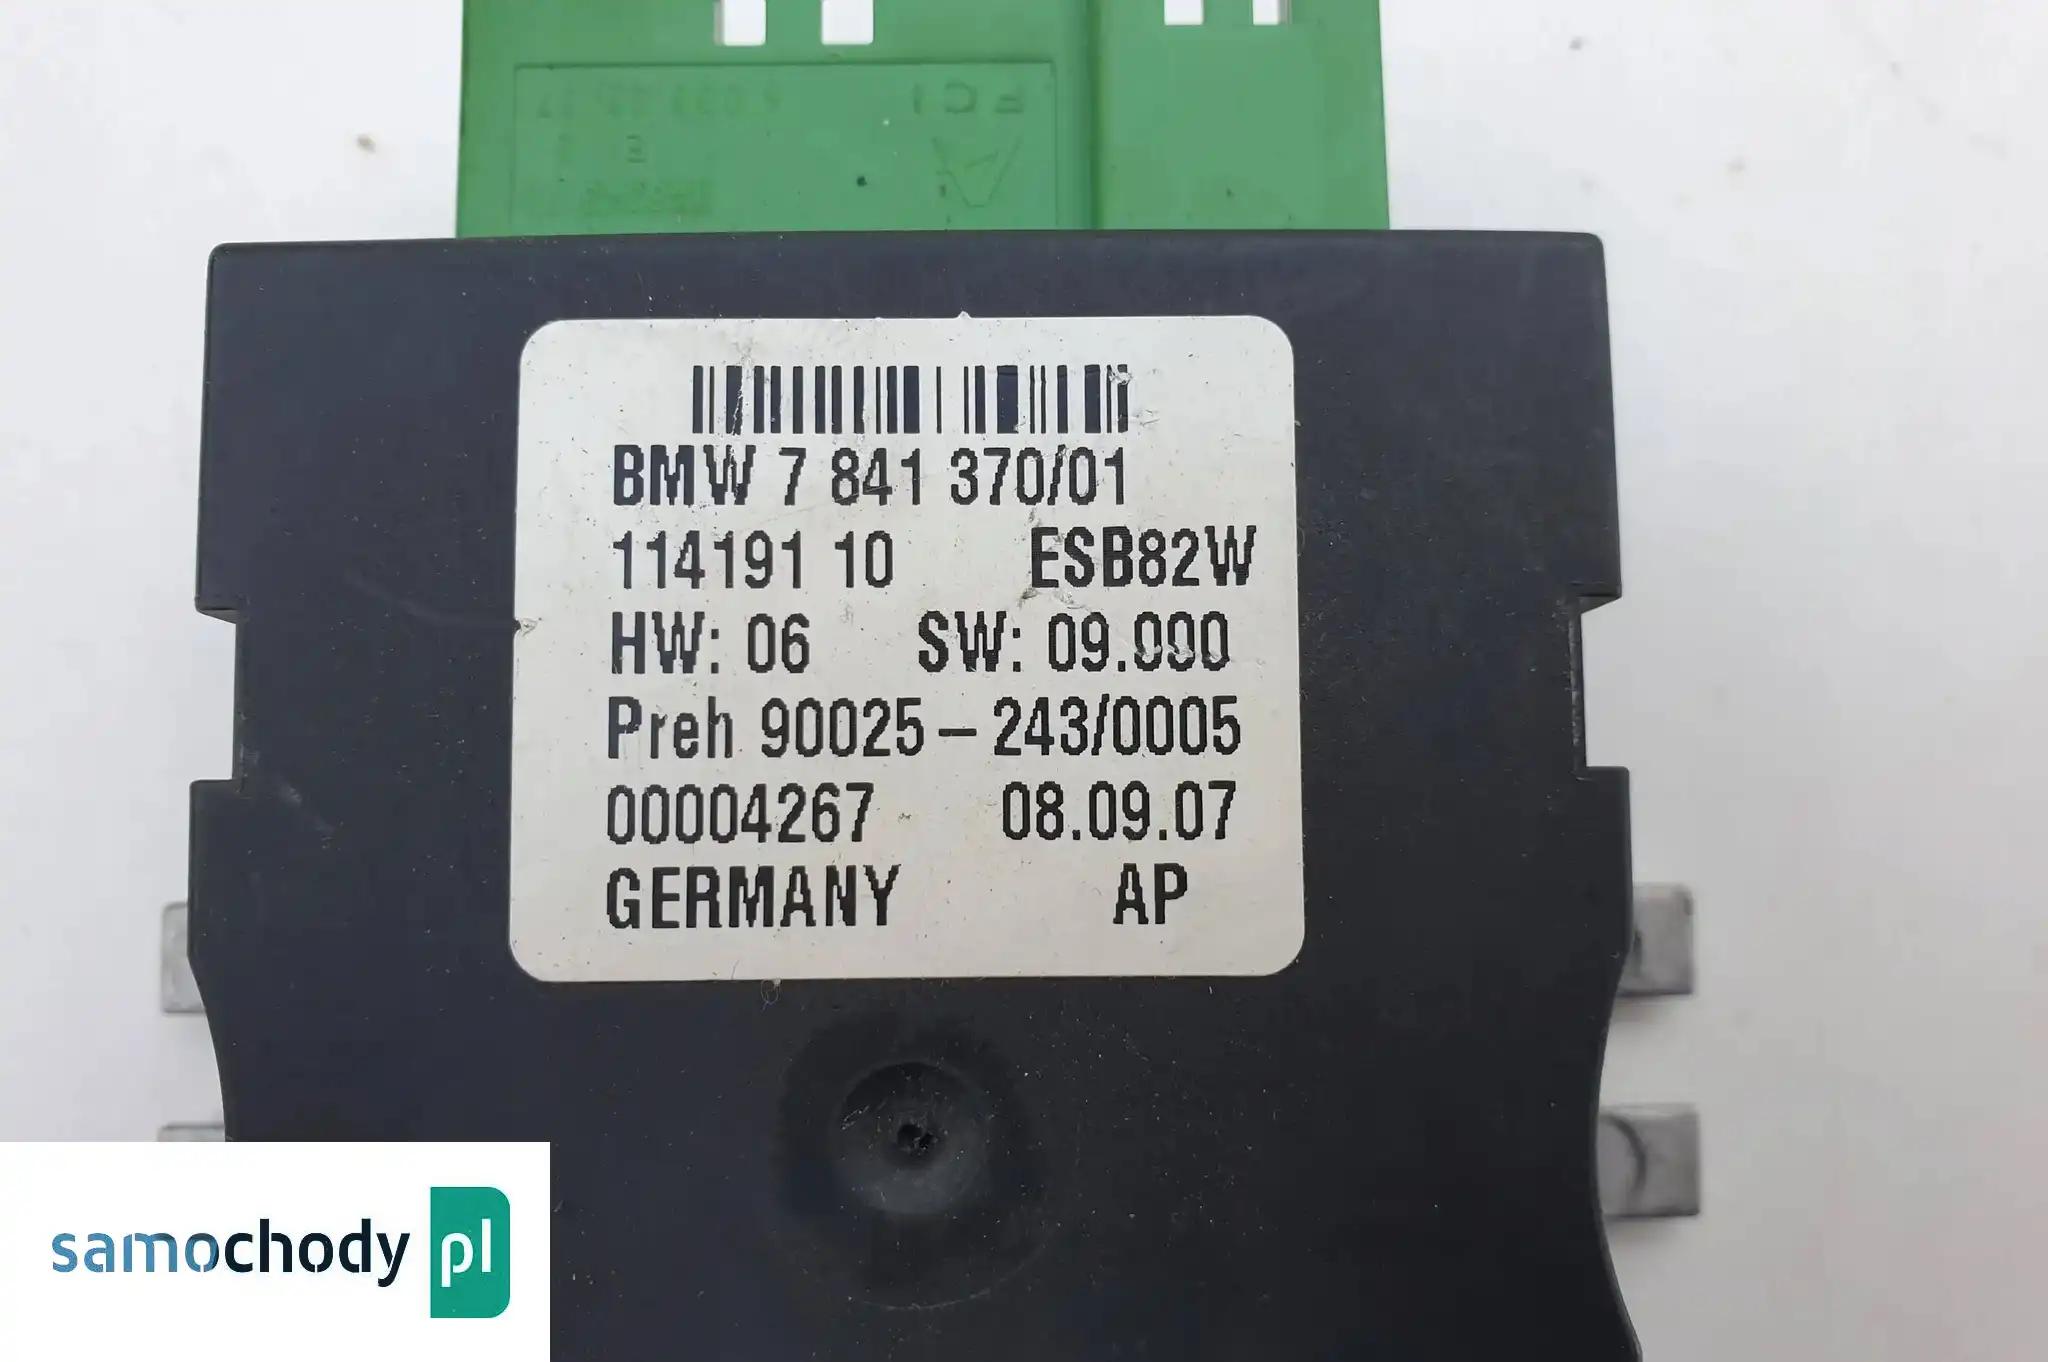 FCI
BMW 7 841 370/01
114191 10 ESB82W
HW: 06 SW: 09.000
Preh 90025-243/0005
00004267 08.09.07
GERMANY AP
samochody pl